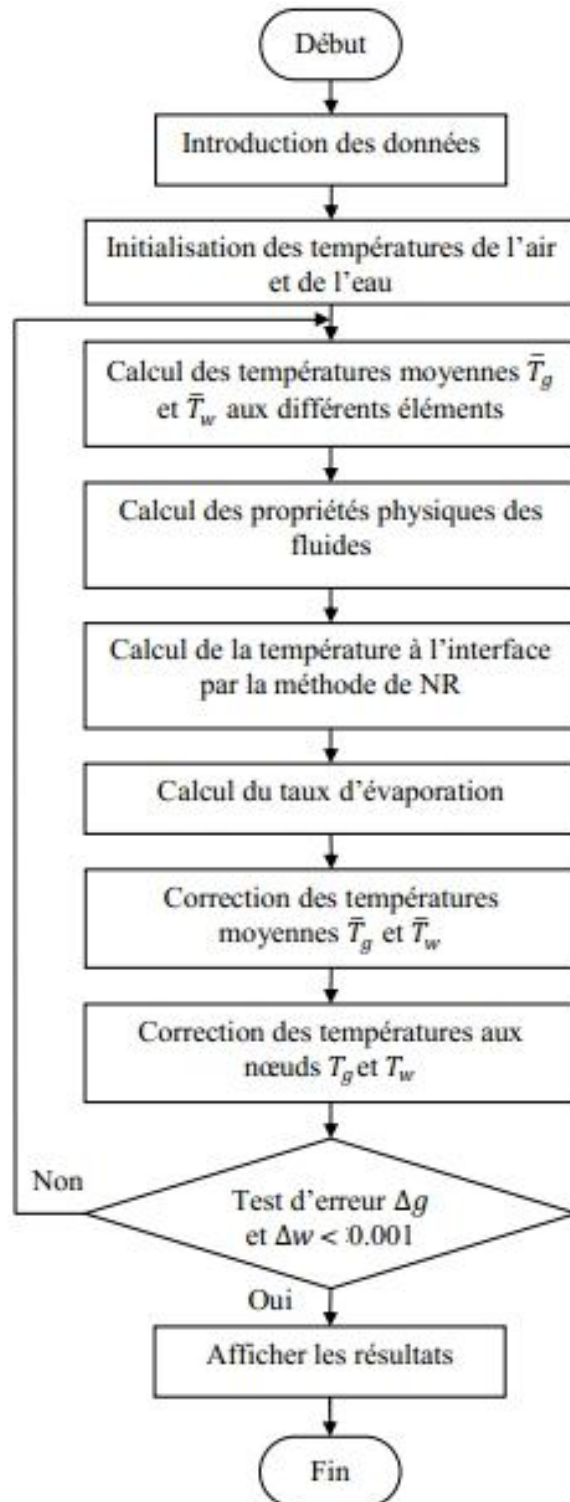 Début
Introduction des données
Initialisation des températures de l'air
et de l'eau
Calcul des températures moyennes T̄g
et T̄w aux différents éléments
Calcul des propriétés physiques des
fluides
Calcul de la température à l'interface
par la méthode de NR
Calcul du taux d'évaporation
Correction des températures
moyennes T̄g et T̄w
Correction des températures aux
nœuds Tg et Tw
Non
Test d'erreur Δg
et Δw < 0.001
Oui
Afficher les résultats
Fin